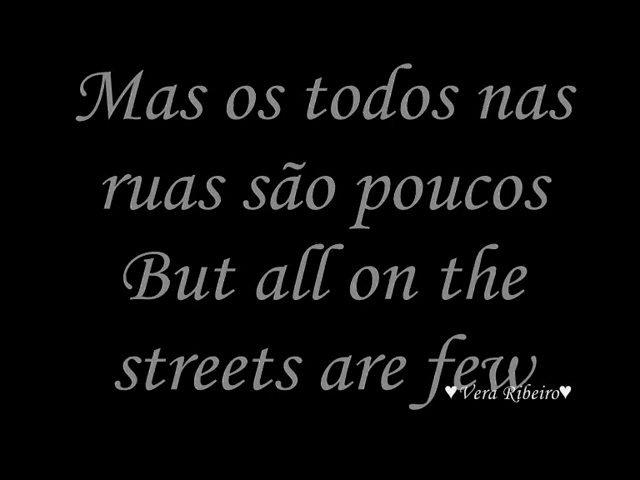 Mas os todos nas
ruas são poucos
But all on the
streets are few
♥Vera Ribeiro♥